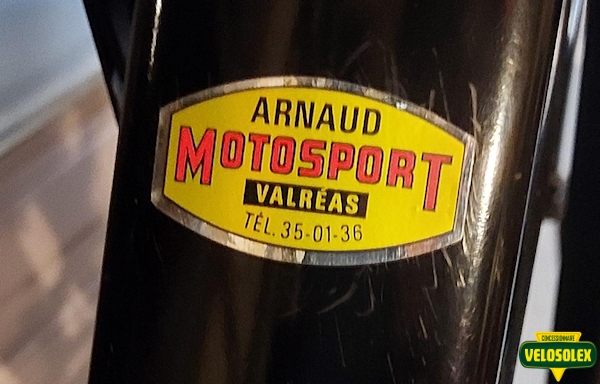 ARNAUD
MOTOSPORT
VALRÉAS
TÉL. 35-01-36
CONCESSIONNAIRE
VELOSOLEX